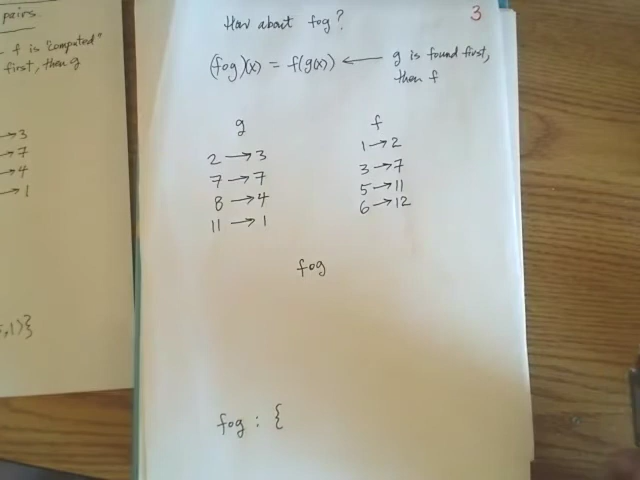 pairs.
f is "computed"
first, then g
→3
→7
→4
→1
,1)}
3
How about fog?
(fog)(x) = f(g(x)) ← g is found first,
then f
g f
2 → 3 1 → 2
7 → 7 3 → 7
8 → 4 5 → 11
11 → 1 6 → 12
fog
fog : {